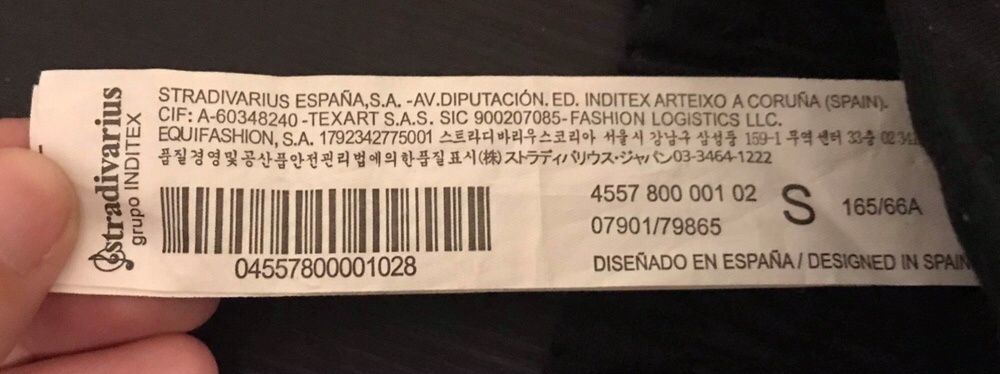 stradivarius
grupo INDITEX
STRADIVARIUS ESPAÑA,S.A. -AV.DIPUTACIÓN. ED. INDITEX ARTEIXO A CORUÑA (SPAIN).
CIF: A-60348240 -TEXART S.A.S. SIC 900207085- FASHION LOGISTICS LLC.
EQUIFASHION, S.A. 1792342775001 스트라디바리우스코리아 서울시 강남구 삼성동 159-1 무역 센터 33층
품질경영및공산품안전관리법에의한품질표시(株) ストラディバリウス・ジャパン03-3464-1222
04557800001028
4557 800 001 02
07901/79865
S
165/66A
DISEÑADO EN ESPAÑA / DESIGNED IN SPAIN